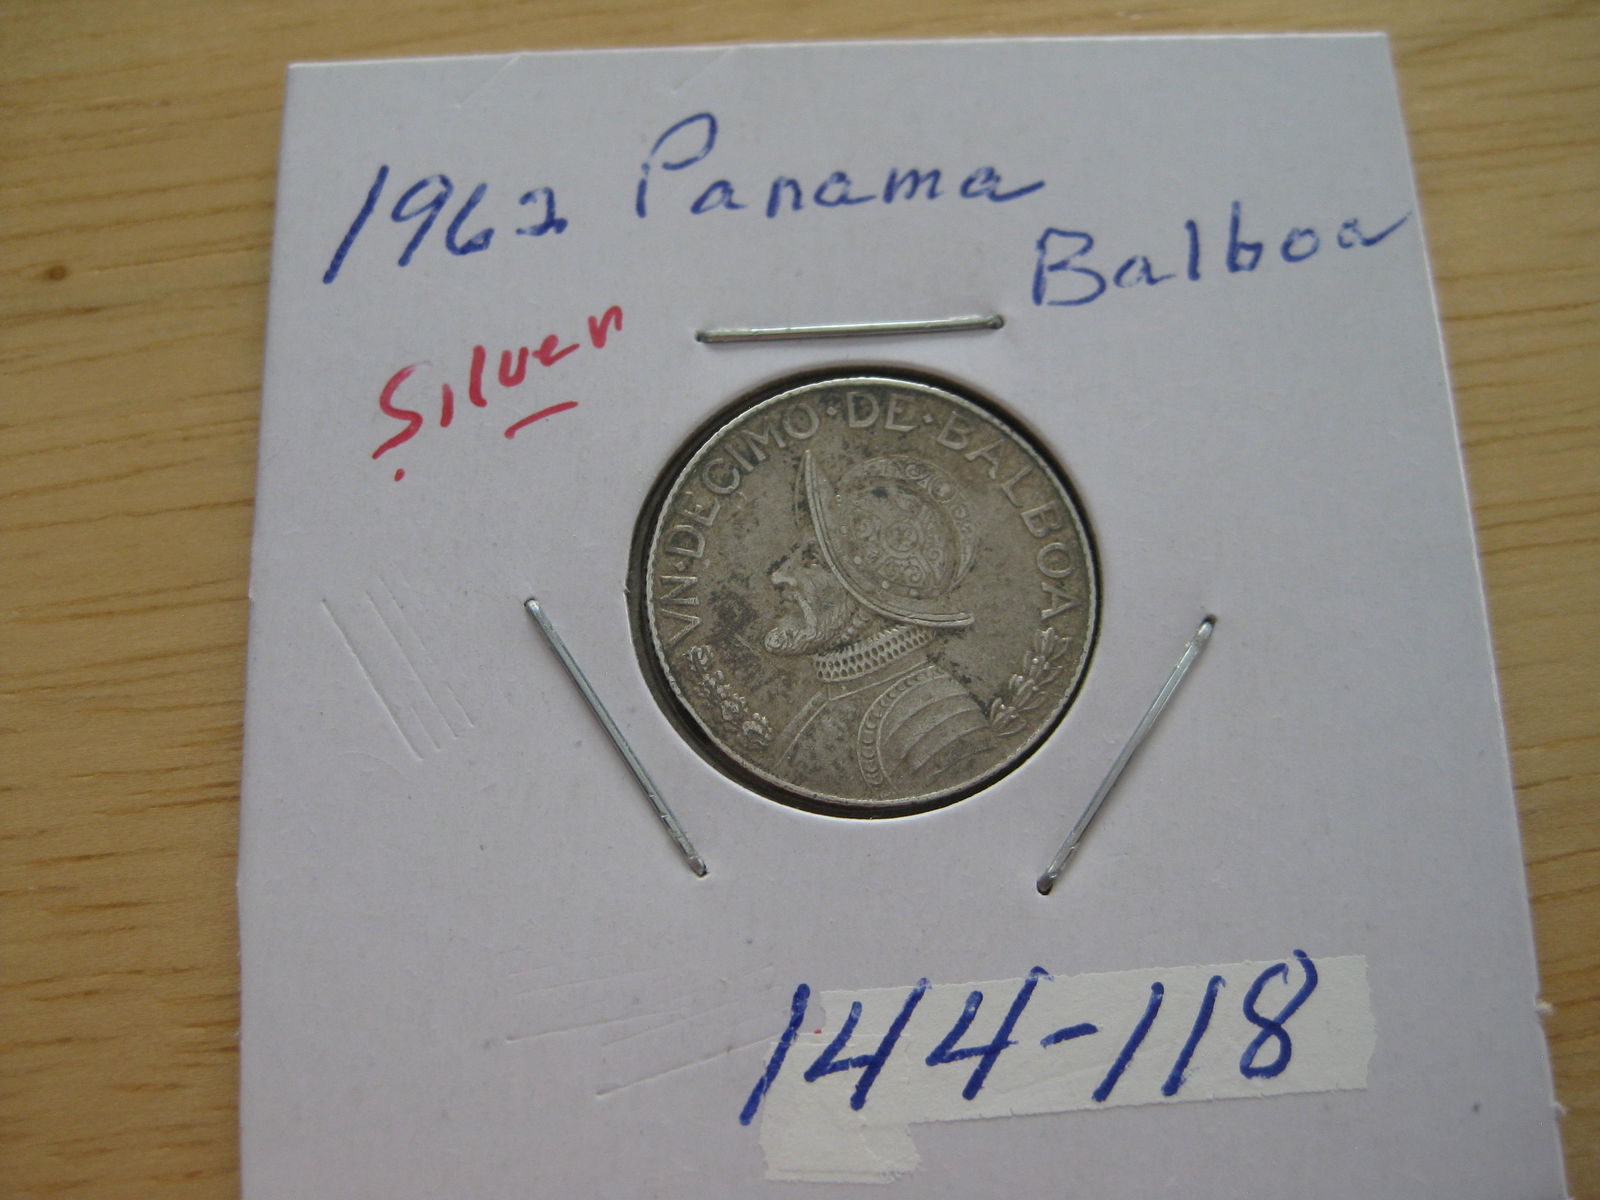 1962 Panama
Balboa
Silver
VN·DECIMO·DE·BALBOA
144-118